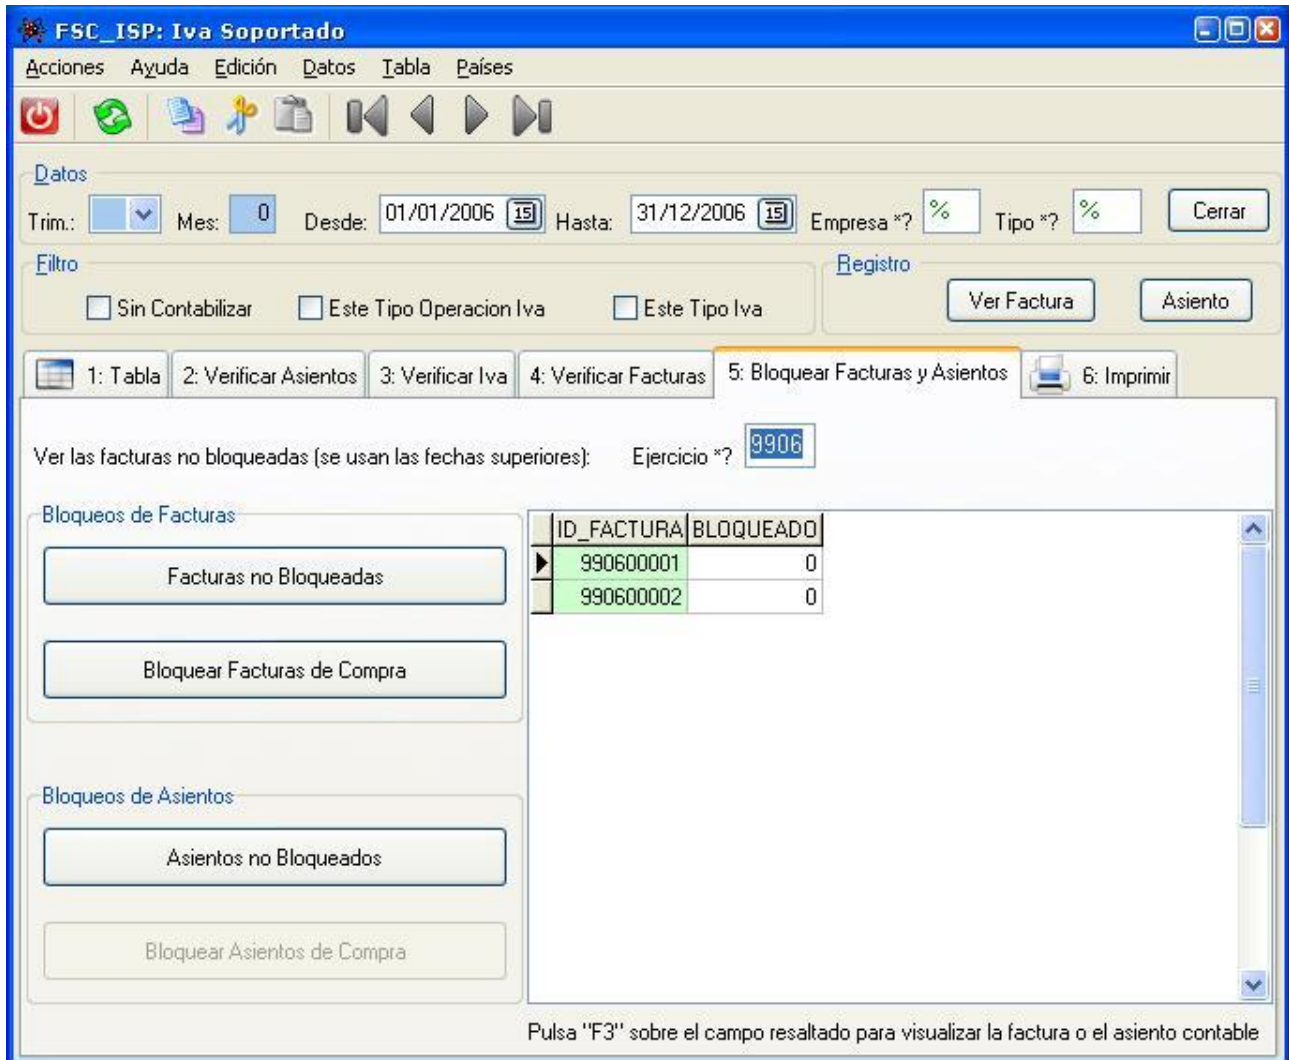 FSC_ISP: Iva Soportado
Acciones Ayuda Edición Datos Tabla Países
Datos
Trim.: Mes: 0 Desde: 01/01/2006 15 Hasta: 31/12/2006 15 Empresa *? % Tipo *? % Cerrar
Filtro Registro
Sin Contabilizar Este Tipo Operacion Iva Este Tipo Iva Ver Factura Asiento
1: Tabla 2: Verificar Asientos 3: Verificar Iva 4: Verificar Facturas 5: Bloquear Facturas y Asientos 6: Imprimir
Ver las facturas no bloqueadas (se usan las fechas superiores): Ejercicio *? 9906
Bloqueos de Facturas
Facturas no Bloqueadas
Bloquear Facturas de Compra
Bloqueos de Asientos
Asientos no Bloqueados
Bloquear Asientos de Compra
ID_FACTURA BLOQUEADO
990600001 0
990600002 0
Pulsa "F3" sobre el campo resaltado para visualizar la factura o el asiento contable